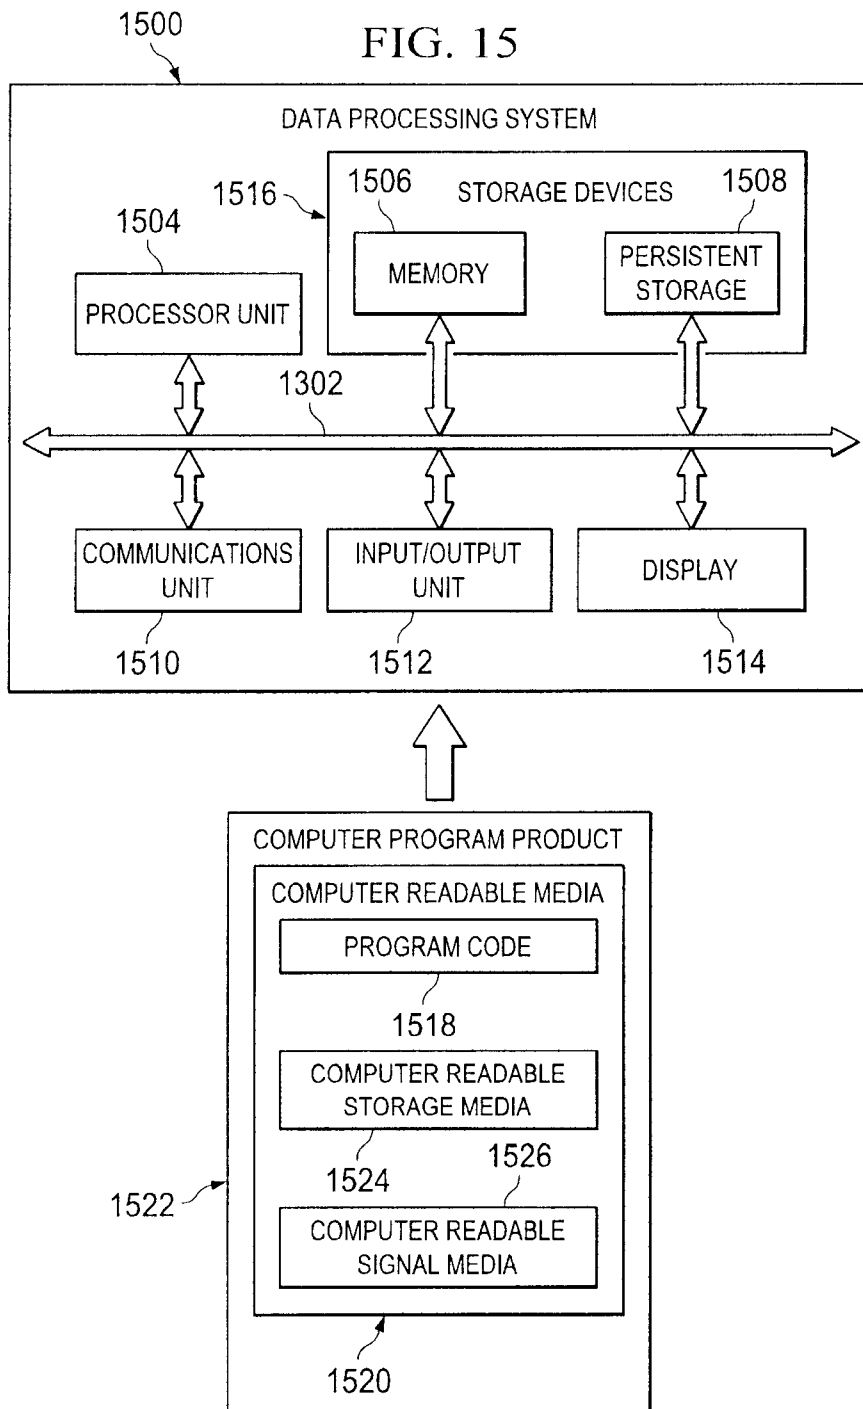 1500
FIG. 15
DATA PROCESSING SYSTEM
1516
1506
STORAGE DEVICES
1508
1504
MEMORY
PERSISTENT
STORAGE
PROCESSOR UNIT
1302
COMMUNICATIONS
UNIT
INPUT/OUTPUT
UNIT
DISPLAY
1510
1512
1514
COMPUTER PROGRAM PRODUCT
COMPUTER READABLE MEDIA
PROGRAM CODE
1518
COMPUTER READABLE
STORAGE MEDIA
1524
1526
1522
COMPUTER READABLE
SIGNAL MEDIA
1520